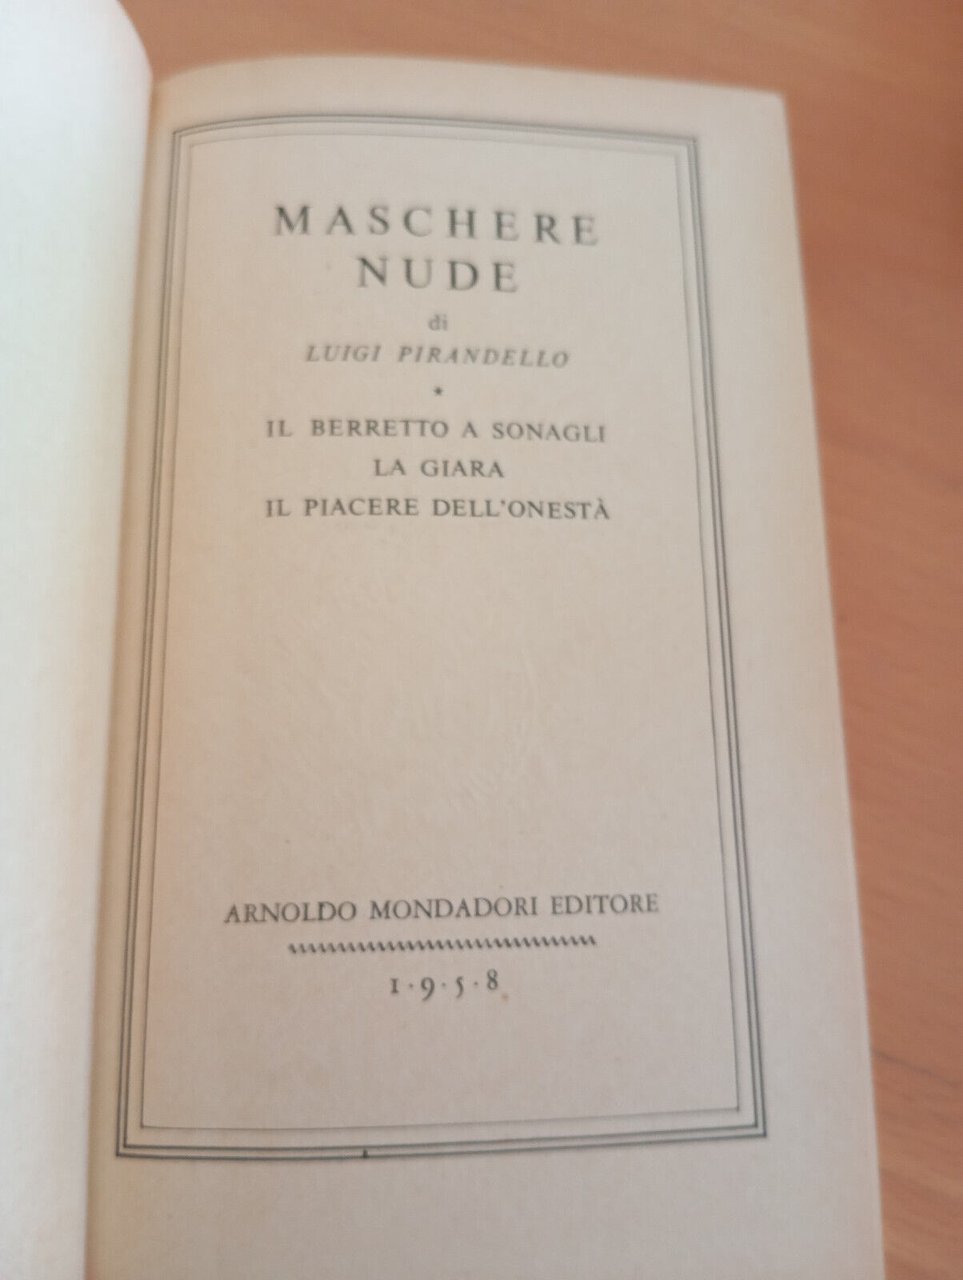 MASCHERE
NUDE
di
LUIGI PIRANDELLO
★
IL BERRETTO A SONAGLI
LA GIARA
IL PIACERE DELL'ONESTÀ
ARNOLDO MONDADORI EDITORE
1·9·5·8